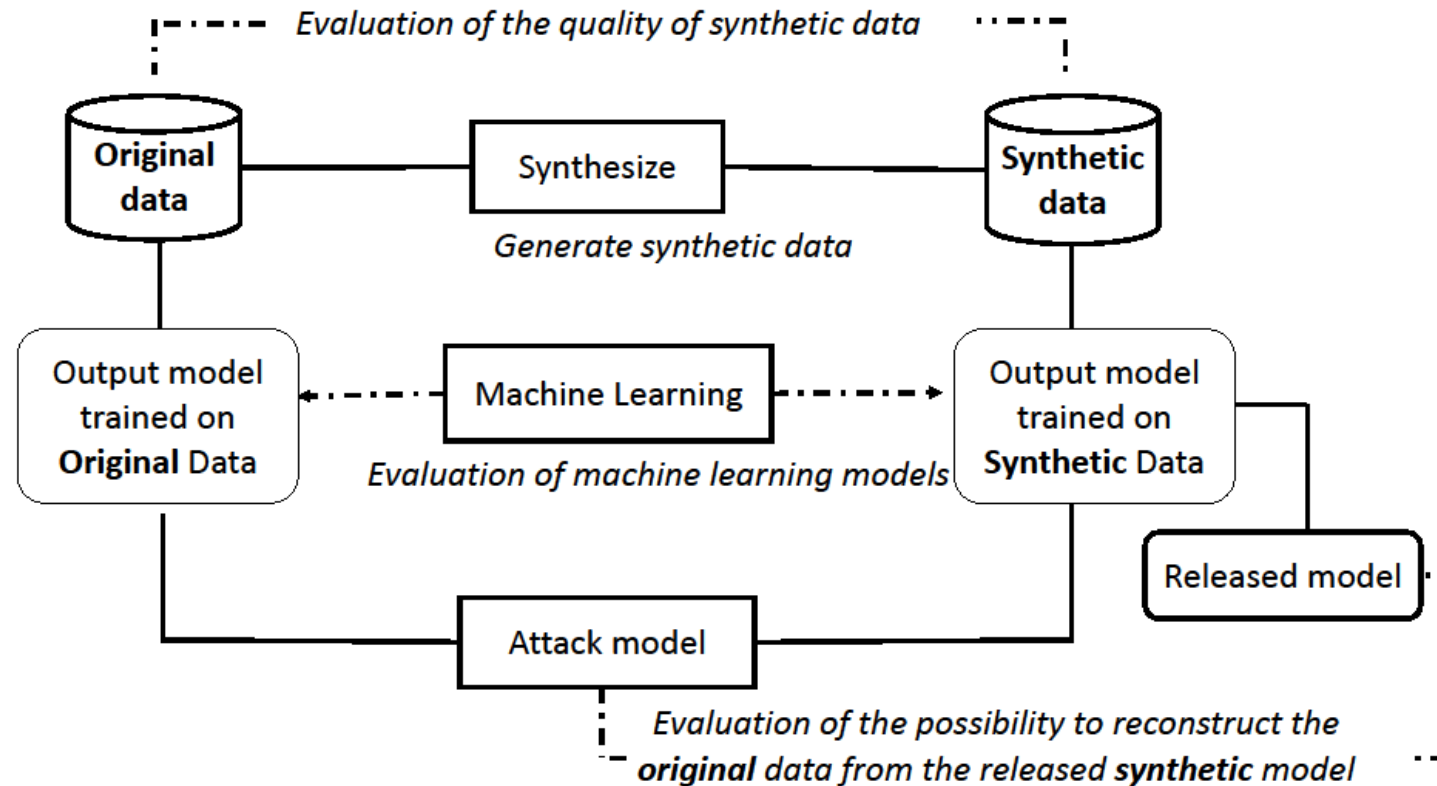 Evaluation of the quality of synthetic data
Original
data
Synthesize
Synthetic
data
Generate synthetic data
Output model
trained on
Original Data
Machine Learning
Output model
trained on
Synthetic Data
Evaluation of machine learning models
Released model
Attack model
Evaluation of the possibility to reconstruct the
original data from the released synthetic model